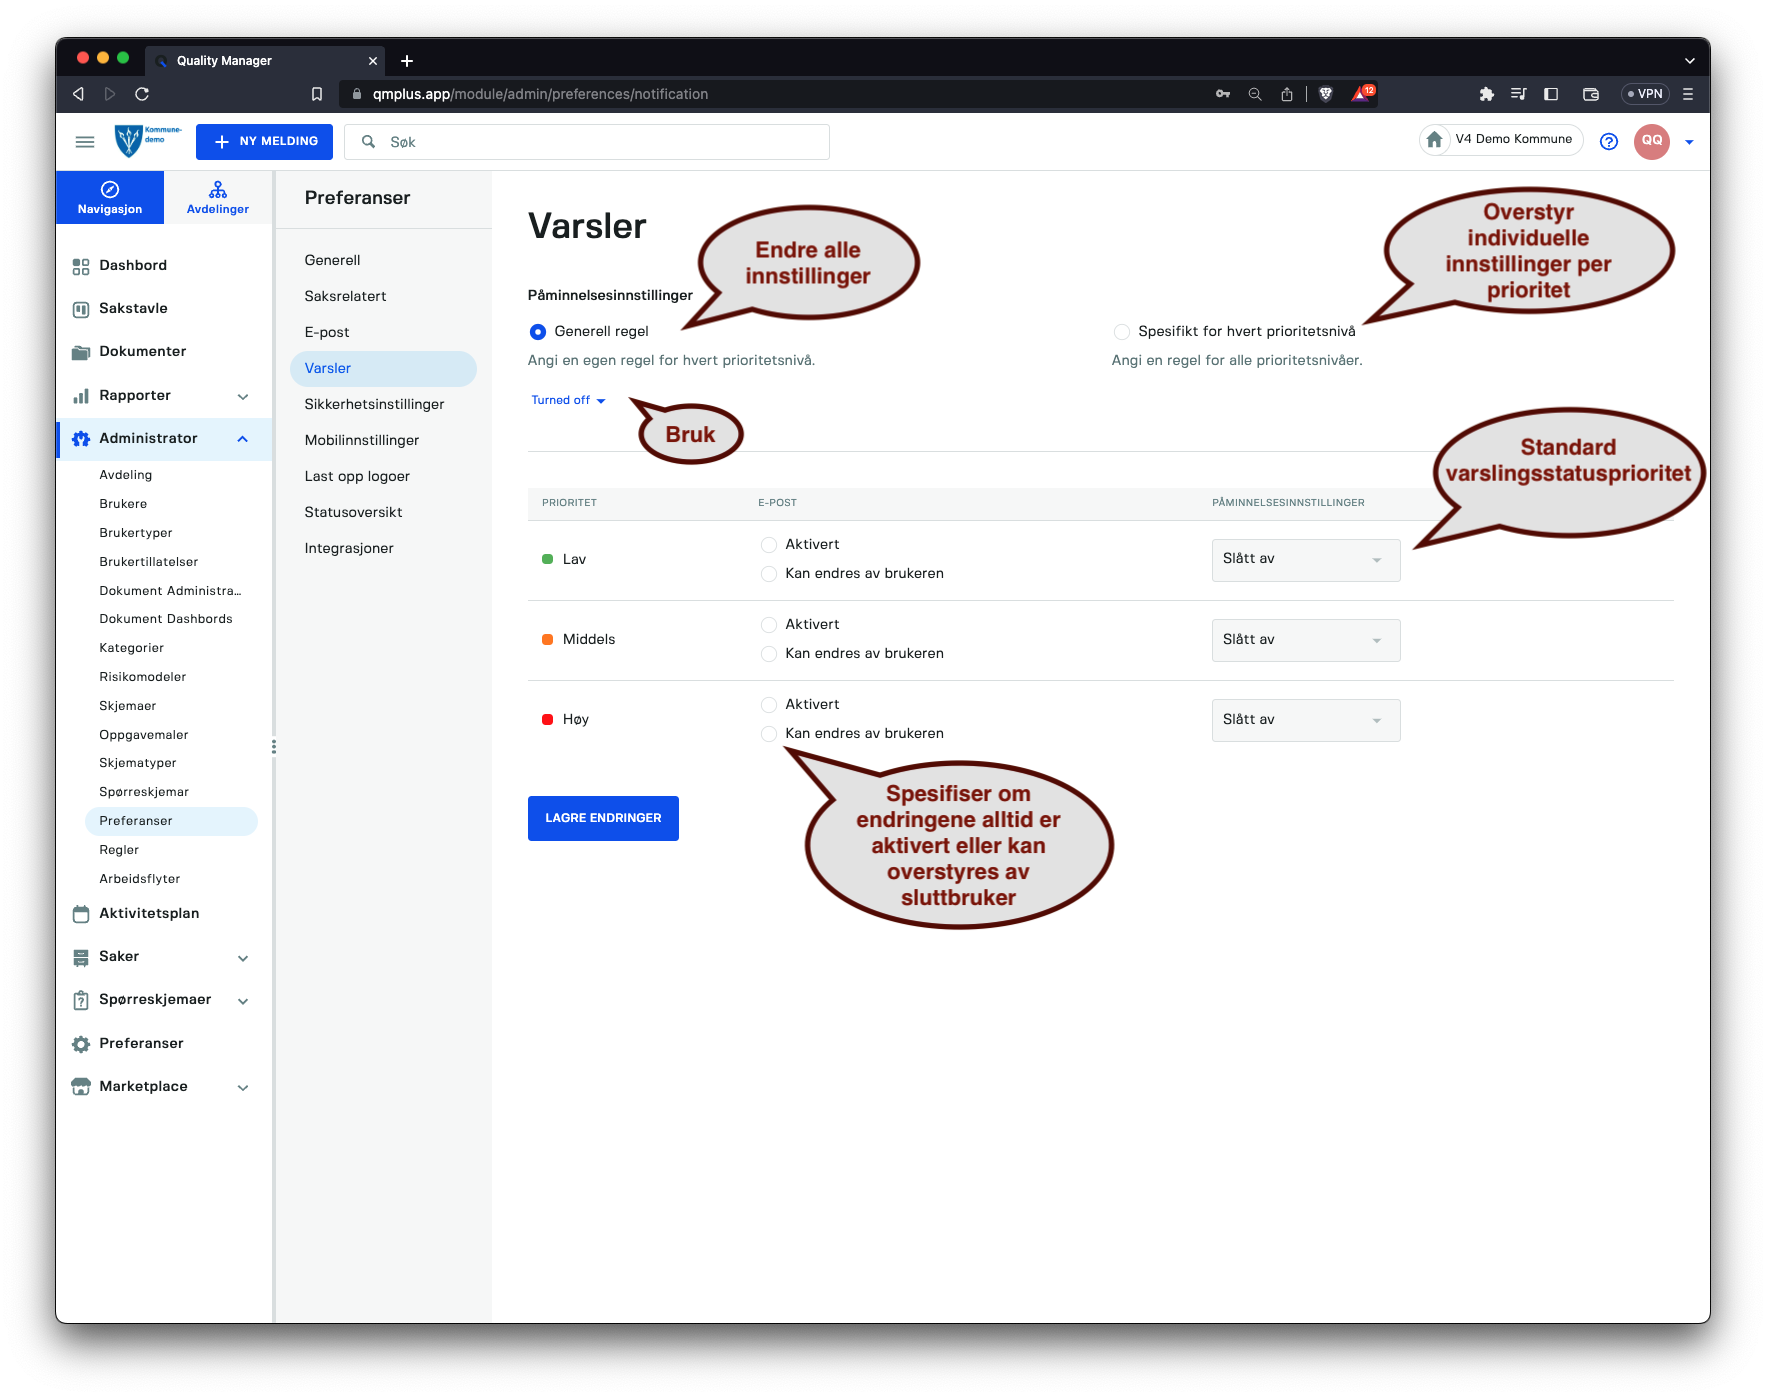 Quality Manager
qmplus.app/module/admin/preferences/notification
12
VPN
Kommune-
demo
NY MELDING
Søk
V4 Demo Kommune
QQ
Navigasjon
Avdelinger
Dashbord
Sakstavle
Dokumenter
Rapporter
Administrator
Avdeling
Brukere
Brukertyper
Brukertillatelser
Dokument Administra...
Dokument Dashbords
Kategorier
Risikomodeler
Skjemaer
Oppgavemaler
Skjematyper
Spørreskjemar
Preferanser
Regler
Arbeidsflyter
Aktivitetsplan
Saker
Spørreskjemaer
Preferanser
Marketplace
Preferanser
Generell
Saksrelatert
E-post
Varsler
Sikkerhetsinstillinger
Mobilinnstillinger
Last opp logoer
Statusoversikt
Integrasjoner
Varsler
Endre alle
innstillinger
Overstyr
individuelle
innstillinger per
prioritet
Påminnelsesinnstillinger
Generell regel
Angi en egen regel for hvert prioritetsnivå.
Spesifikt for hvert prioritetsnivå
Angi en regel for alle prioritetsnivåer.
Turned off
Bruk
Standard
varslingsstatusprioritet
PRIORITET
E-POST
PÅMINNELSESINNSTILLINGER
Lav
Aktivert
Kan endres av brukeren
Slått av
Middels
Aktivert
Kan endres av brukeren
Slått av
Høy
Aktivert
Kan endres av brukeren
Slått av
LAGRE ENDRINGER
Spesifiser om
endringene alltid er
aktivert eller kan
overstyres av
sluttbruker